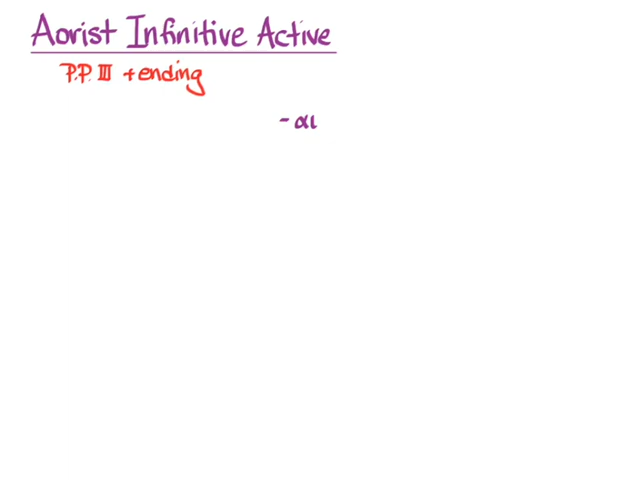 Aorist Infinitive Active
P.P. III + ending
- αι